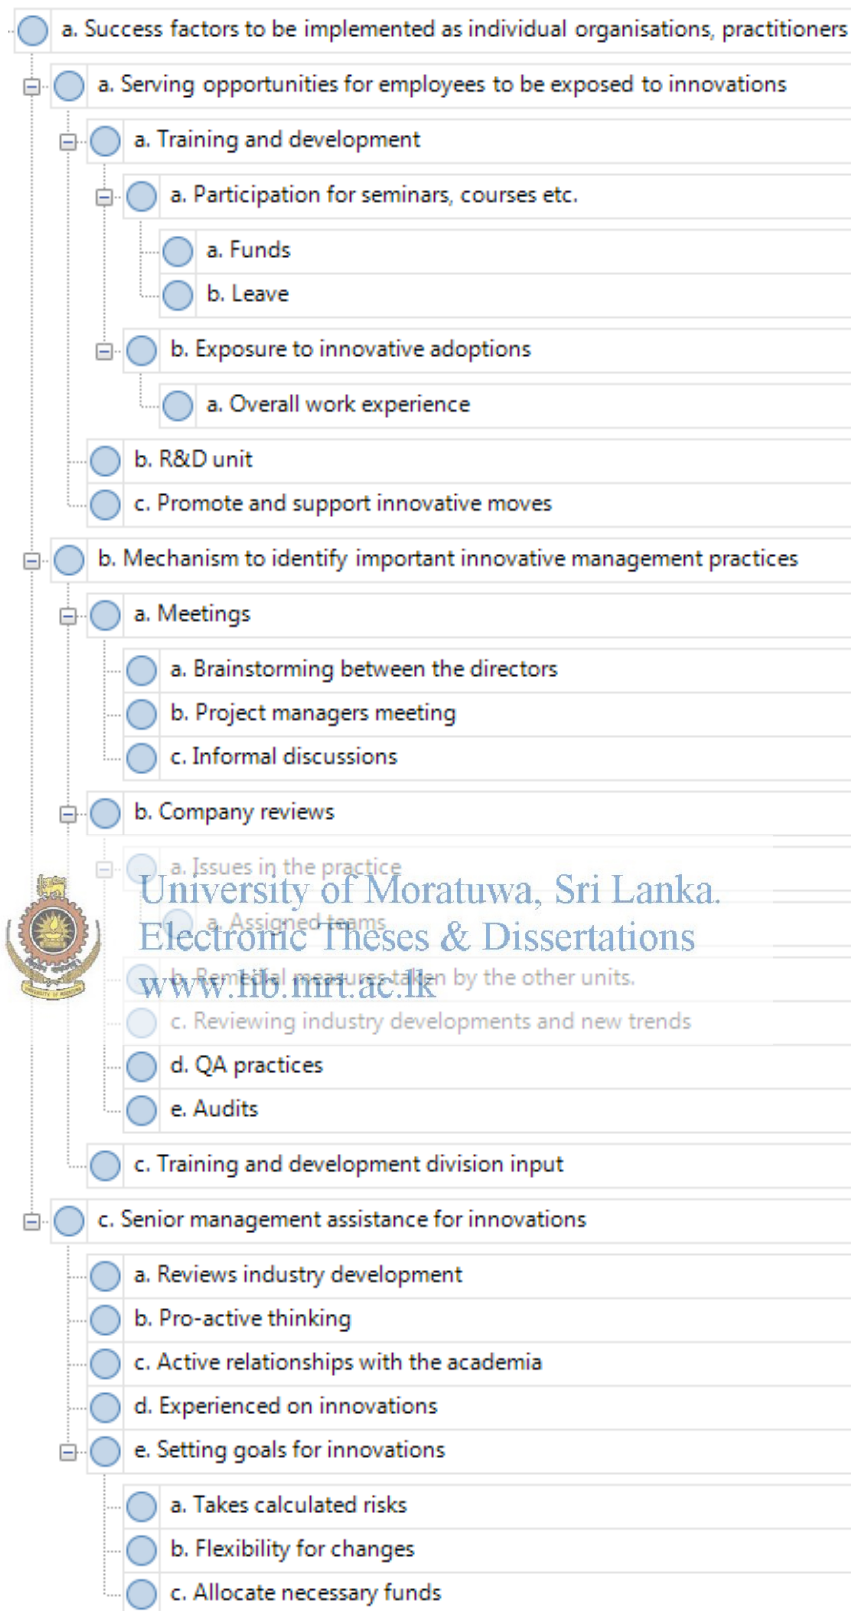 a. Success factors to be implemented as individual organisations, practitioners
a. Serving opportunities for employees to be exposed to innovations
a. Training and development
a. Participation for seminars, courses etc.
a. Funds
b. Leave
b. Exposure to innovative adoptions
a. Overall work experience
b. R&D unit
c. Promote and support innovative moves
b. Mechanism to identify important innovative management practices
a. Meetings
a. Brainstorming between the directors
b. Project managers meeting
c. Informal discussions
b. Company reviews
a. Issues in the practice
University of Moratuwa, Sri Lanka.
a. Assigned teams
Electronic Theses & Dissertations
b. Remedial measures taken by the other units.
www.lib.mrt.ac.lk
c. Reviewing industry developments and new trends
d. QA practices
e. Audits
c. Training and development division input
c. Senior management assistance for innovations
a. Reviews industry development
b. Pro-active thinking
c. Active relationships with the academia
d. Experienced on innovations
e. Setting goals for innovations
a. Takes calculated risks
b. Flexibility for changes
c. Allocate necessary funds